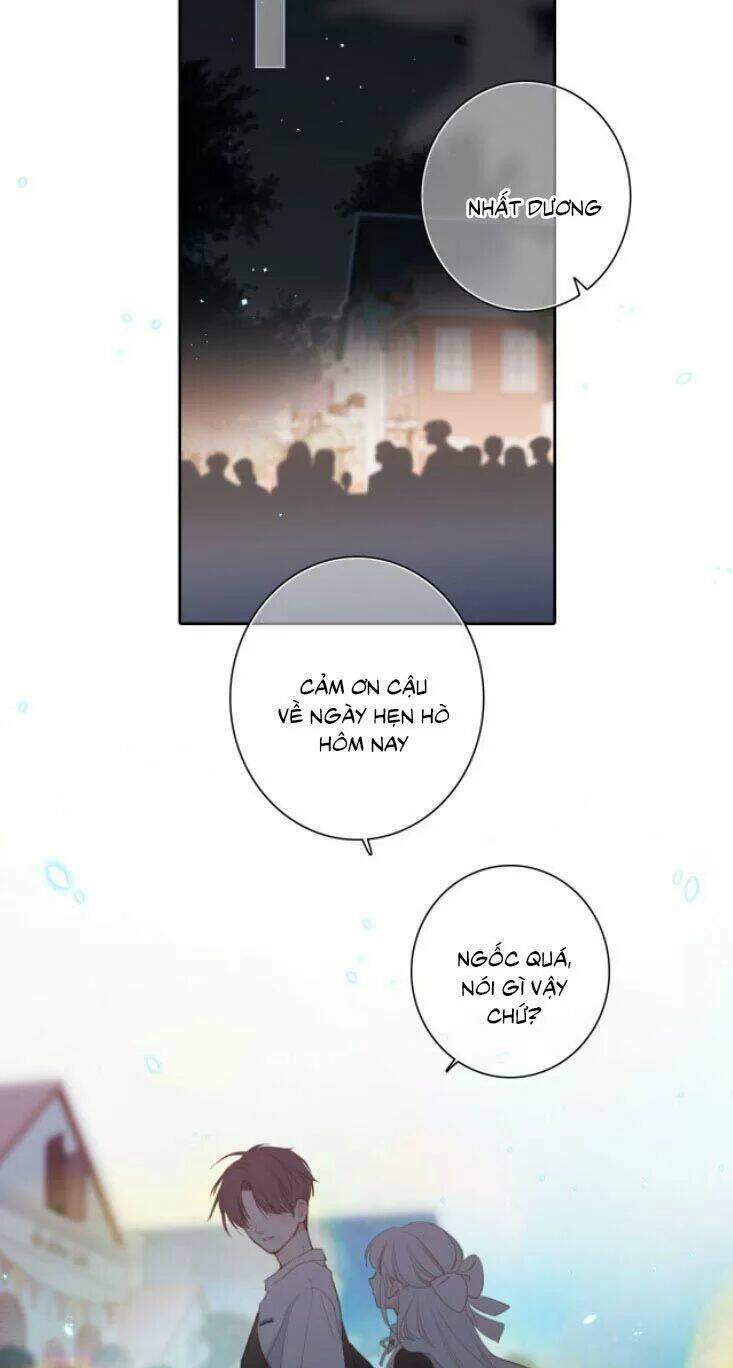 NHẤT DƯƠNG
CẢM ƠN CẬU
VỀ NGÀY HẸN HÒ
HÔM NAY
NGỐC QUÁ,
NÓI GÌ VẬY
CHỨ?